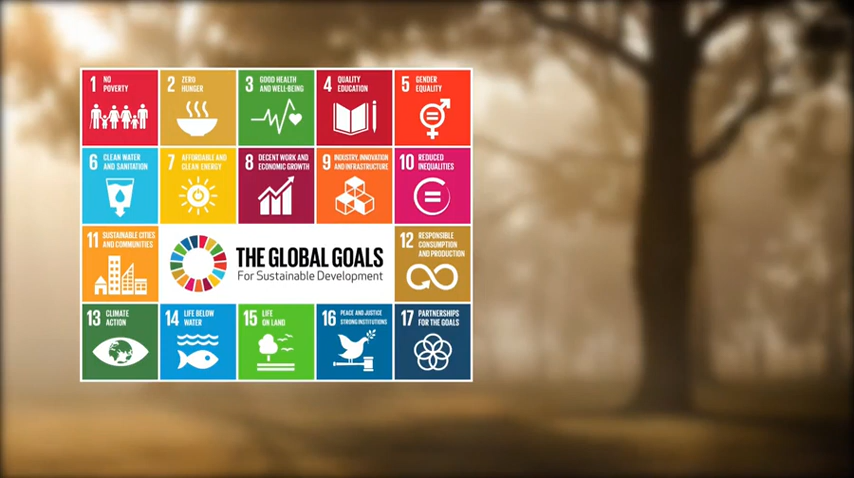 1 NO
POVERTY
2 ZERO
HUNGER
3 GOOD HEALTH
AND WELL-BEING
4 QUALITY
EDUCATION
5 GENDER
EQUALITY
6 CLEAN WATER
AND SANITATION
7 AFFORDABLE AND
CLEAN ENERGY
8 DECENT WORK AND
ECONOMIC GROWTH
9 INDUSTRY, INNOVATION
AND INFRASTRUCTURE
10 REDUCED
INEQUALITIES
11 SUSTAINABLE CITIES
AND COMMUNITIES
THE GLOBAL GOALS
For Sustainable Development
12 RESPONSIBLE
CONSUMPTION
AND PRODUCTION
13 CLIMATE
ACTION
14 LIFE BELOW
WATER
15 LIFE
ON LAND
16 PEACE AND JUSTICE
STRONG INSTITUTIONS
17 PARTNERSHIPS
FOR THE GOALS